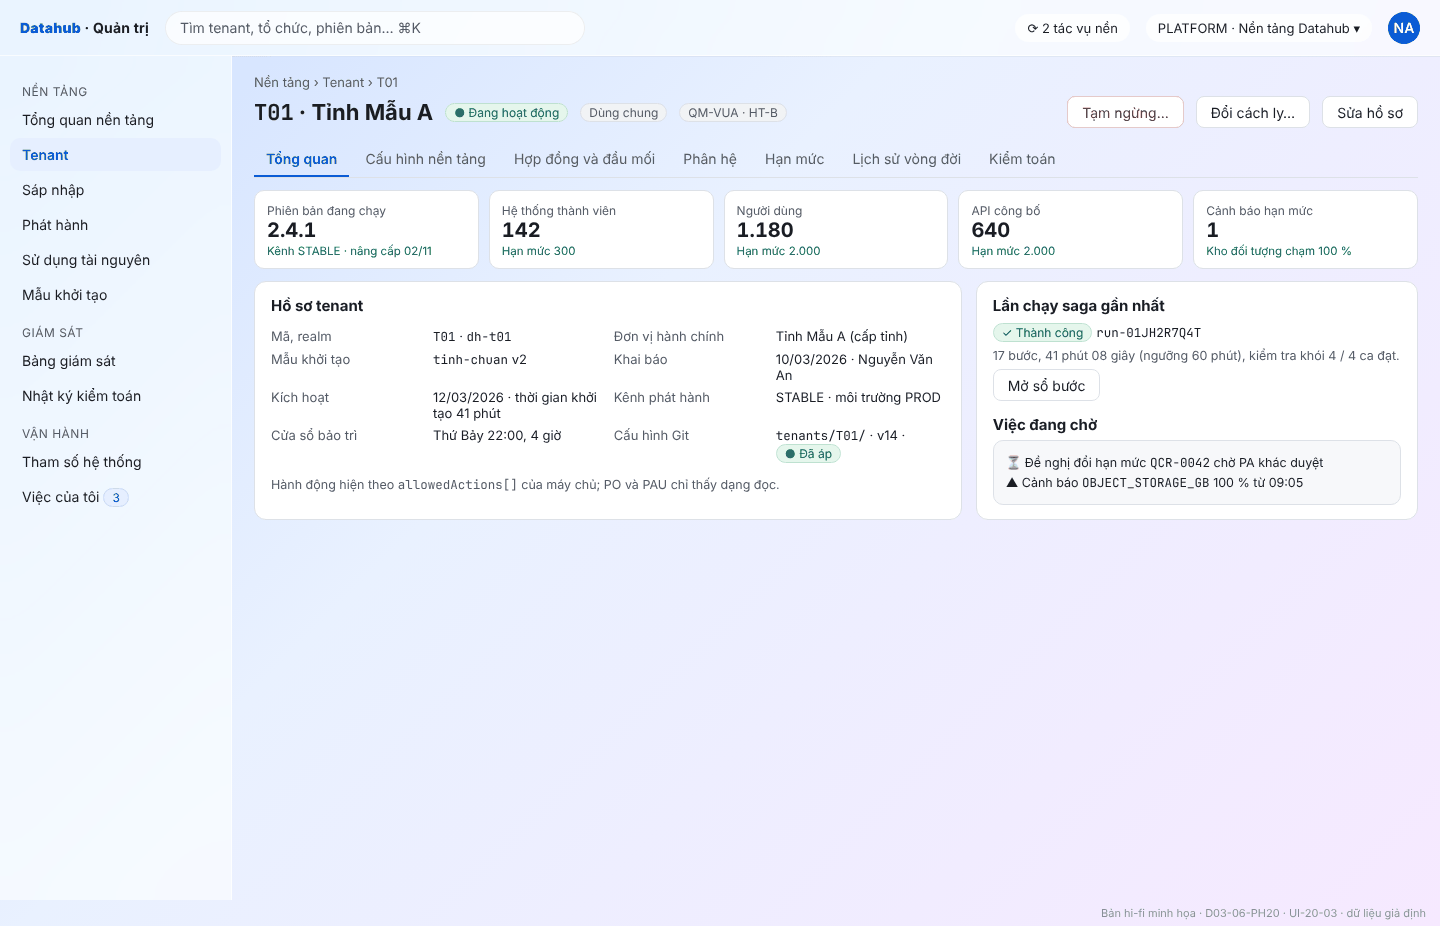 Datahub · Quản trị
Tìm tenant, tổ chức, phiên bản... ⌘K
⟳ 2 tác vụ nền
PLATFORM · Nền tảng Datahub ▾
NA
NỀN TẢNG
Tổng quan nền tảng
Tenant
Sáp nhập
Phát hành
Sử dụng tài nguyên
Mẫu khởi tạo
GIÁM SÁT
Bảng giám sát
Nhật ký kiểm toán
VẬN HÀNH
Tham số hệ thống
Việc của tôi 3
Nền tảng › Tenant › T01
T01 · Tỉnh Mẫu A
● Đang hoạt động
Dùng chung
QM-VUA · HT-B
Tạm ngừng...
Đổi cách ly...
Sửa hồ sơ
Tổng quan
Cấu hình nền tảng
Hợp đồng và đầu mối
Phân hệ
Hạn mức
Lịch sử vòng đời
Kiểm toán
Phiên bản đang chạy
2.4.1
Kênh STABLE · nâng cấp 02/11
Hệ thống thành viên
142
Hạn mức 300
Người dùng
1.180
Hạn mức 2.000
API công bố
640
Hạn mức 2.000
Cảnh báo hạn mức
1
Kho đối tượng chạm 100 %
Hồ sơ tenant
Mã, realm
T01 · dh-t01
Đơn vị hành chính
Tỉnh Mẫu A (cấp tỉnh)
Mẫu khởi tạo
tinh-chuan v2
Khai báo
10/03/2026 · Nguyễn Văn
An
Kích hoạt
12/03/2026 · thời gian khởi
tạo 41 phút
Kênh phát hành
STABLE · môi trường PROD
Cửa sổ bảo trì
Thứ Bảy 22:00, 4 giờ
Cấu hình Git
tenants/T01/ · v14 ·
● Đã áp
Hành động hiện theo allowedActions[] của máy chủ; PO và PAU chỉ thấy dạng đọc.
Lần chạy saga gần nhất
✓ Thành công run-01JH2R7Q4T
17 bước, 41 phút 08 giây (ngưỡng 60 phút), kiểm tra khói 4 / 4 ca đạt.
Mở sổ bước
Việc đang chờ
⏳ Đề nghị đổi hạn mức QCR-0042 chờ PA khác duyệt
▲ Cảnh báo OBJECT_STORAGE_GB 100 % từ 09:05
Bản hi-fi minh họa · D03-06-PH20 · UI-20-03 · dữ liệu giả định